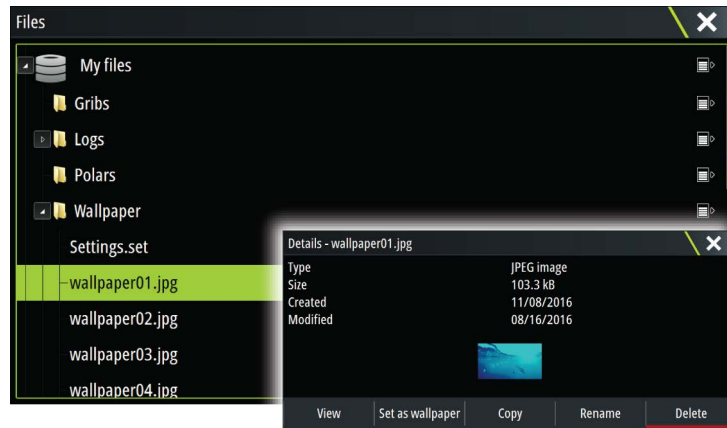 Files
My files
Gribs
Logs
Polars
Wallpaper
Settings.set
wallpaper01.jpg
wallpaper02.jpg
wallpaper03.jpg
wallpaper04.jpg
Details - wallpaper01.jpg
Type JPEG image
Size 103.3 kB
Created 11/08/2016
Modified 08/16/2016
View Set as wallpaper Copy Rename Delete